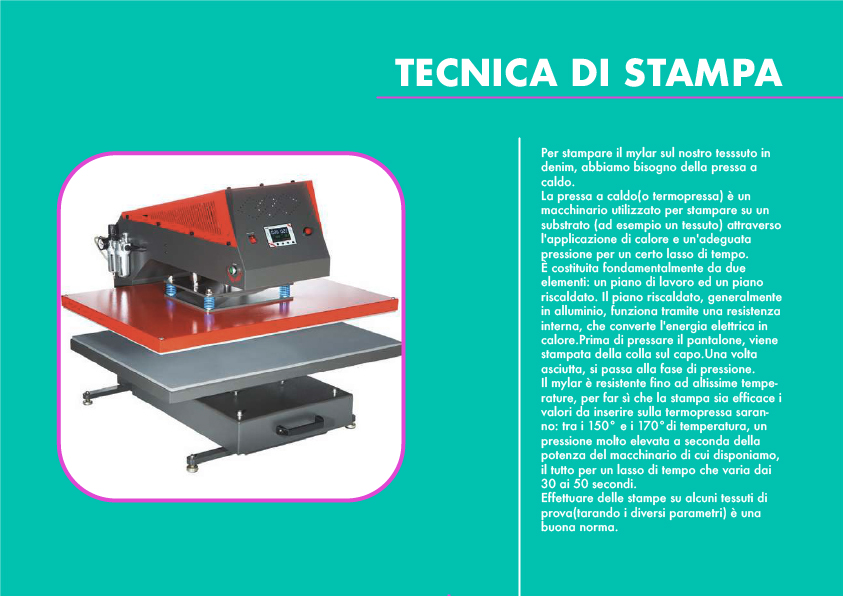 TECNICA DI STAMPA
Per stampare il mylar sul nostro tesssuto in
denim, abbiamo bisogno della pressa a
caldo.
La pressa a caldo(o termopressa) è un
macchinario utilizzato per stampare su un
substrato (ad esempio un tessuto) attraverso
l'applicazione di calore e un'adeguata
pressione per un certo lasso di tempo.
È costituita fondamentalmente da due
elementi: un piano di lavoro ed un piano
riscaldato. Il piano riscaldato, generalmente
in alluminio, funziona tramite una resistenza
interna, che converte l'energia elettrica in
calore.Prima di pressare il pantalone, viene
stampata della colla sul capo.Una volta
asciutta, si passa alla fase di pressione.
Il mylar è resistente fino ad altissime tempe-
rature, per far sì che la stampa sia efficace i
valori da inserire sulla termopressa saran-
no: tra i 150° e i 170°di temperatura, un
pressione molto elevata a seconda della
potenza del macchinario di cui disponiamo,
il tutto per un lasso di tempo che varia dai
30 ai 50 secondi.
Effettuare delle stampe su alcuni tessuti di
prova(tarando i diversi parametri) è una
buona norma.